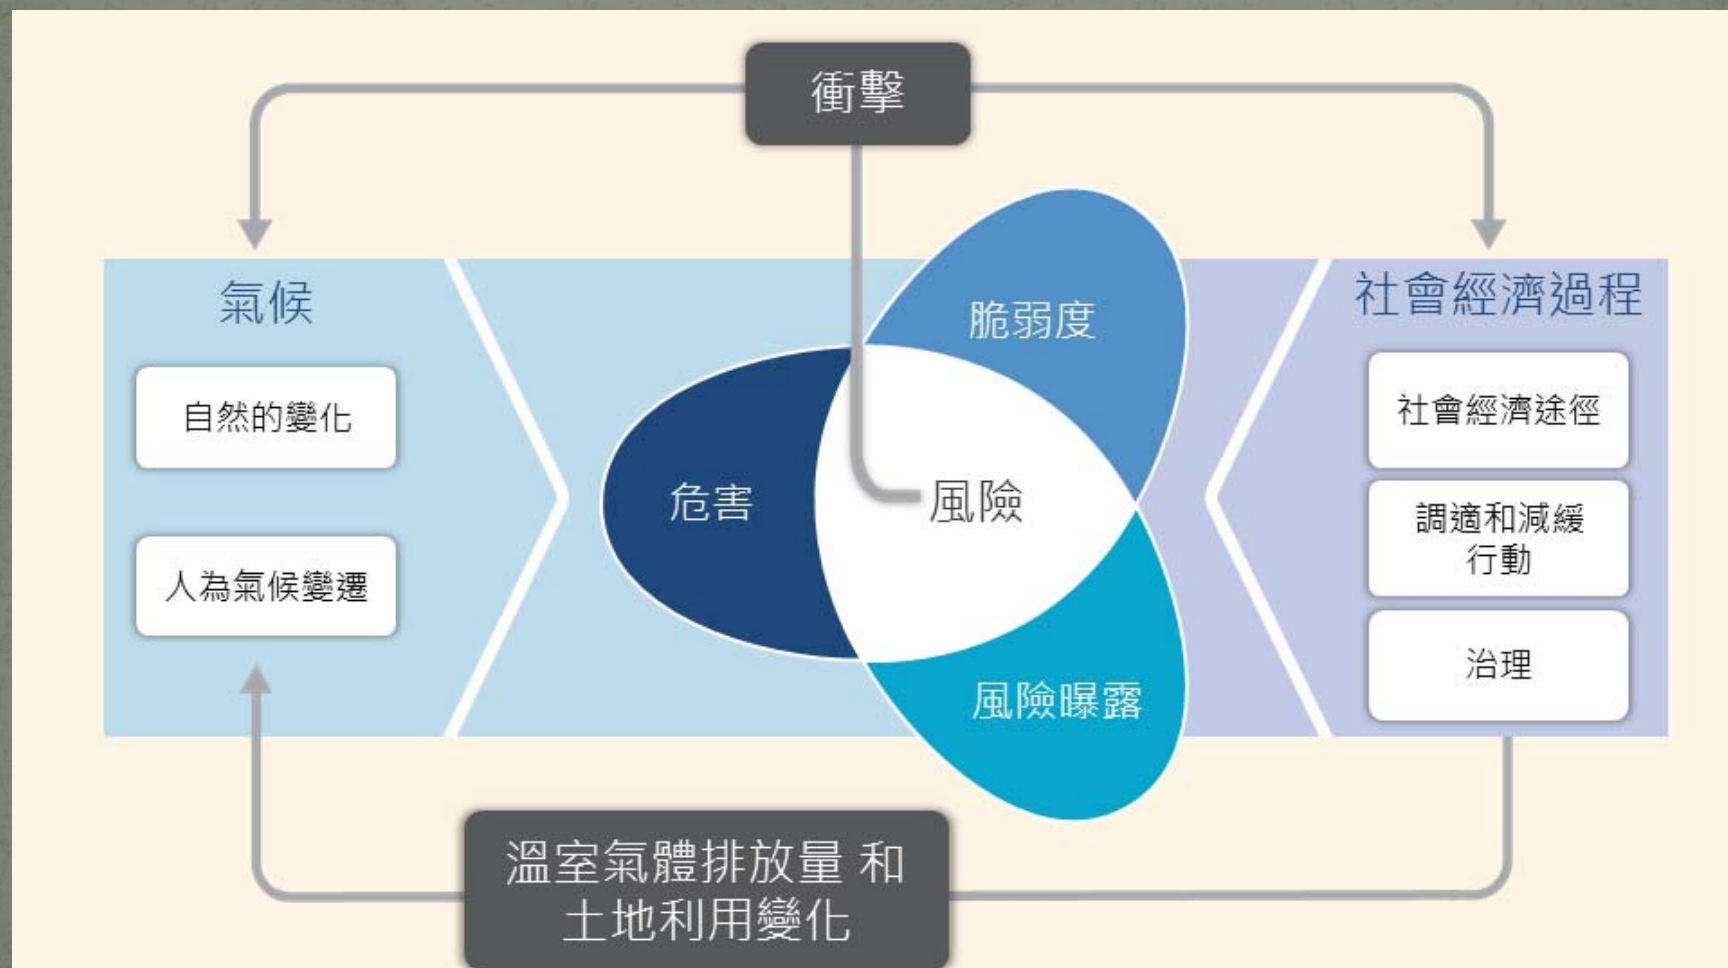 衝擊
氣候
自然的變化
人為氣候變遷
脆弱度
危害
風險
風險曝露
社會經濟過程
社會經濟途徑
調適和減緩
行動
治理
溫室氣體排放量 和
土地利用變化